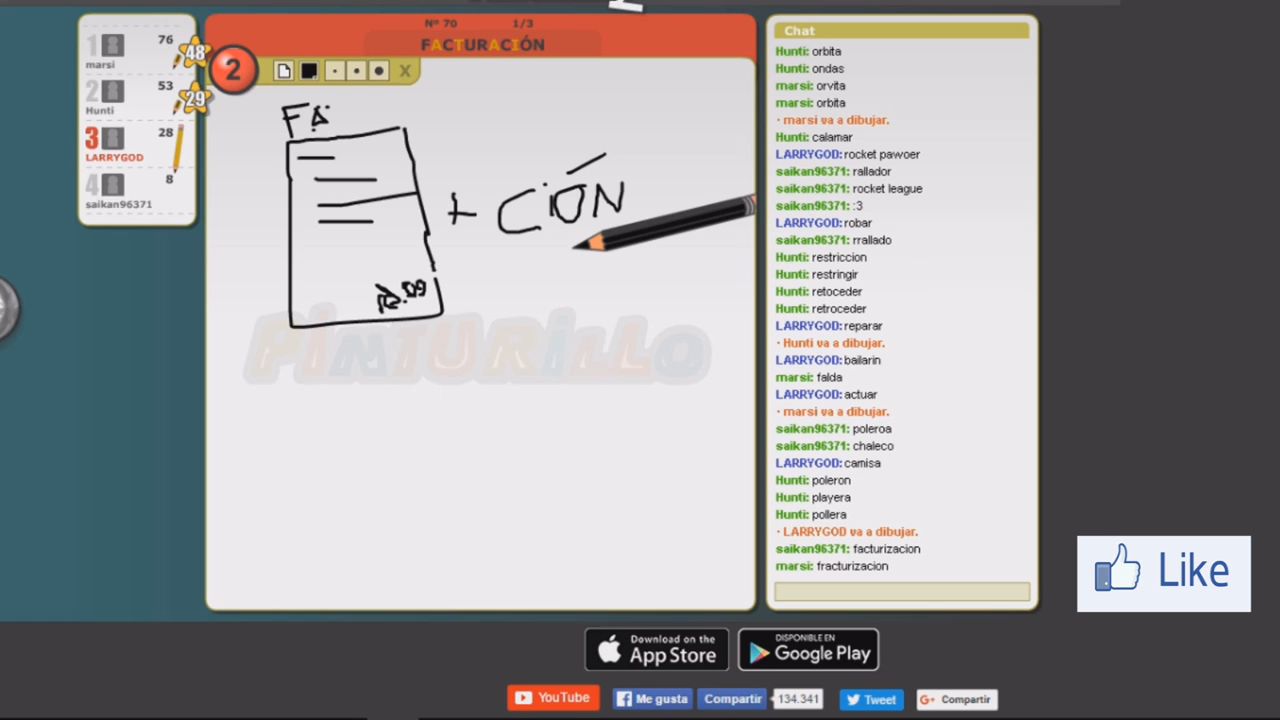 Nº 70 1/3
FACTURACIÓN
1 76 48
marsi
2 53 29
Hunti
3 28
LARRYGOD
4 8
saikan96371
2
X
FA
+ CIÓN
PINTURILLO
Chat
Hunti: orbita
Hunti: ondas
marsi: orvita
marsi: orbita
· marsi va a dibujar.
Hunti: calamar
LARRYGOD: rocket pawoer
saikan96371: rallador
saikan96371: rocket league
saikan96371: :3
LARRYGOD: robar
saikan96371: rrallado
Hunti: restriccion
Hunti: restringir
Hunti: retoceder
Hunti: retroceder
LARRYGOD: reparar
· Hunti va a dibujar.
LARRYGOD: bailarin
marsi: falda
LARRYGOD: actuar
· marsi va a dibujar.
saikan96371: poleroa
saikan96371: chaleco
LARRYGOD: camisa
Hunti: poleron
Hunti: playera
Hunti: pollera
· LARRYGOD va a dibujar.
saikan96371: facturizacion
marsi: fracturizacion
Like
Download on the
App Store
DISPONIBLE EN
Google Play
YouTube
Me gusta
Compartir
134.341
Tweet
G+ Compartir